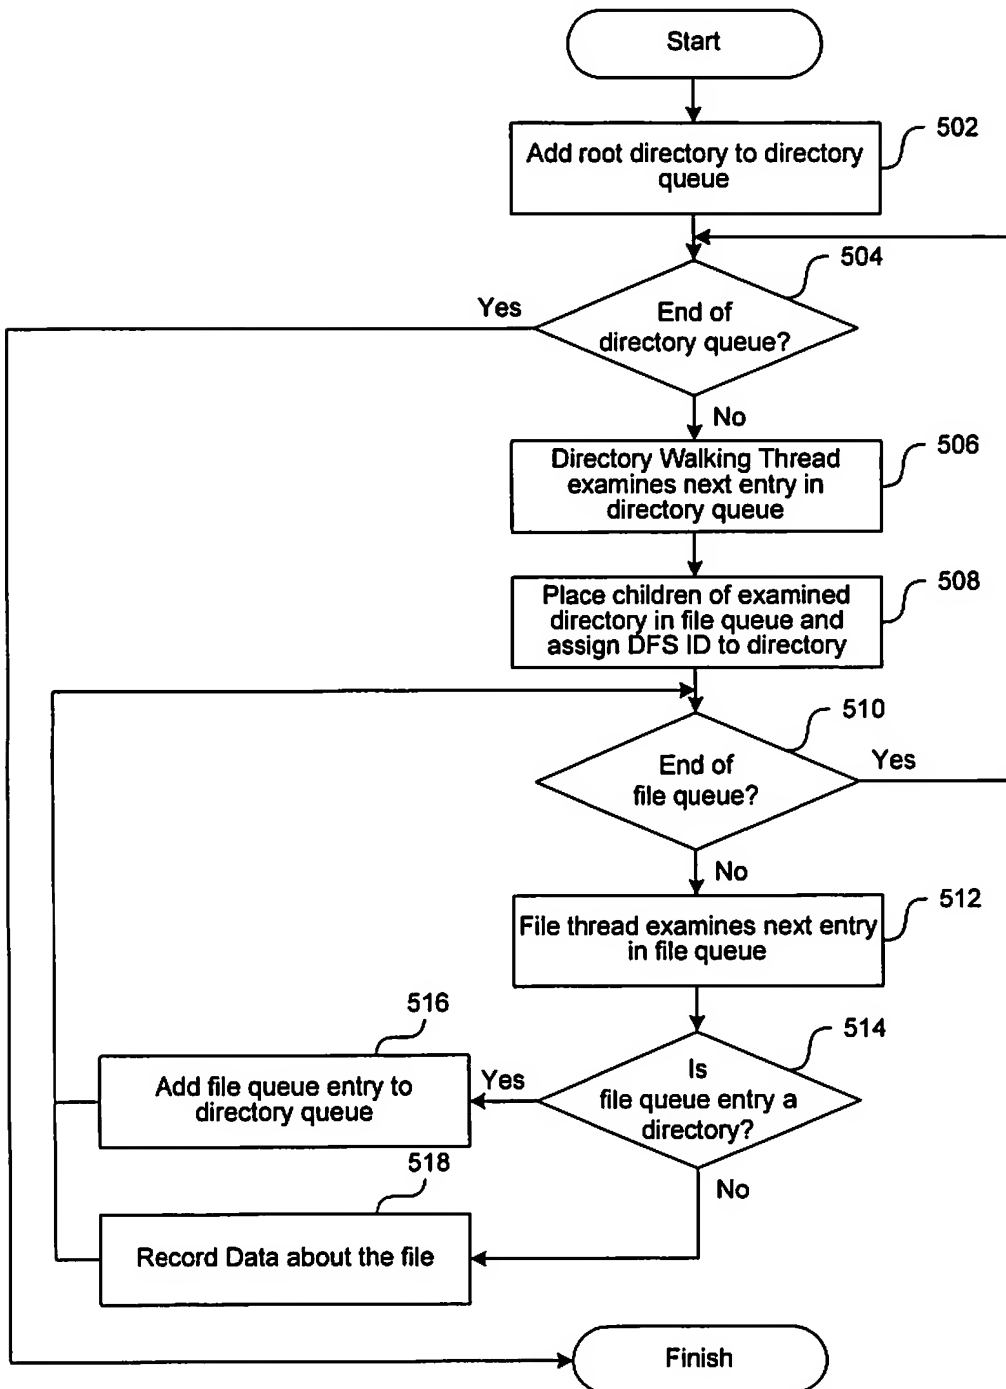 Start
502
Add root directory to directory
queue
504
Yes
End of
directory queue?
No
506
Directory Walking Thread
examines next entry in
directory queue
508
Place children of examined
directory in file queue and
assign DFS ID to directory
510
End of
file queue?
Yes
No
512
File thread examines next entry
in file queue
514
516
Is
file queue entry a
directory?
Yes
Add file queue entry to
directory queue
No
518
Record Data about the file
Finish